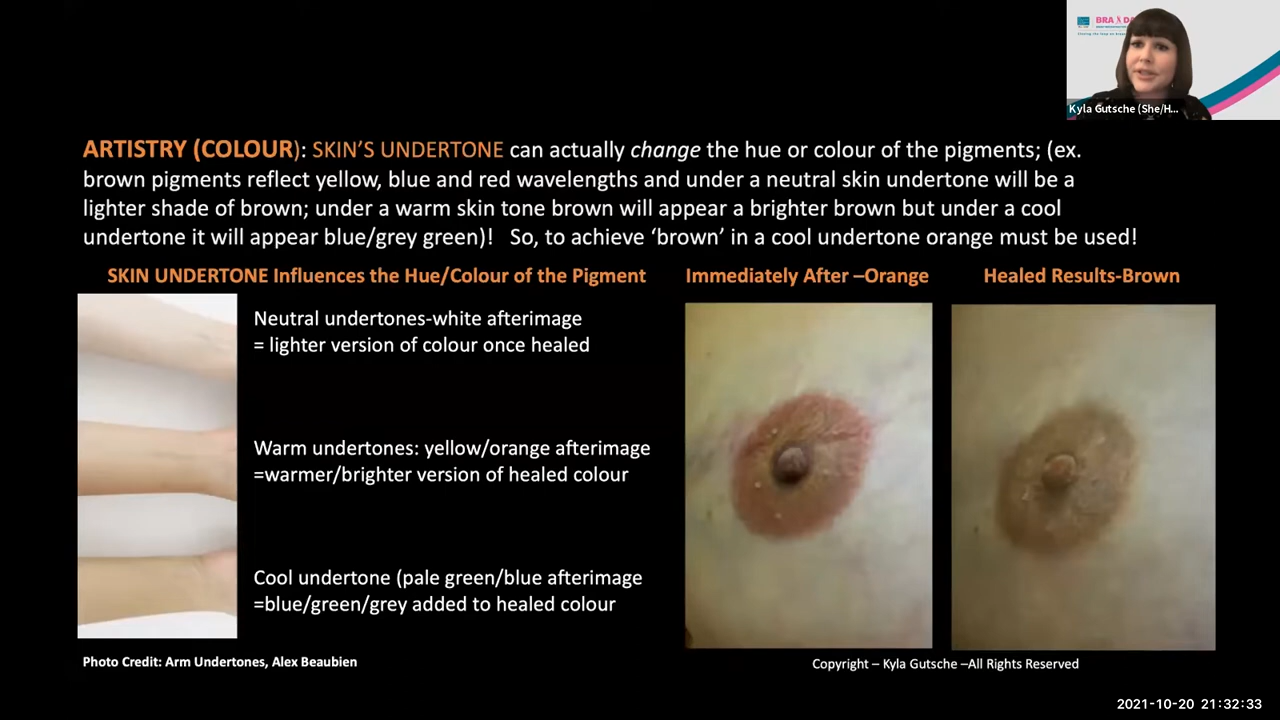 BRA DA
Kyla Gutsche (She/H...
ARTISTRY (COLOUR): SKIN'S UNDERTONE can actually change the hue or colour of the pigments; (ex.
brown pigments reflect yellow, blue and red wavelengths and under a neutral skin undertone will be a
lighter shade of brown; under a warm skin tone brown will appear a brighter brown but under a cool
undertone it will appear blue/grey green)! So, to achieve 'brown' in a cool undertone orange must be used!
SKIN UNDERTONE Influences the Hue/Colour of the Pigment
Immediately After –Orange
Healed Results-Brown
Neutral undertones-white afterimage
= lighter version of colour once healed
Warm undertones: yellow/orange afterimage
=warmer/brighter version of healed colour
Cool undertone (pale green/blue afterimage
=blue/green/grey added to healed colour
Photo Credit: Arm Undertones, Alex Beaubien
Copyright – Kyla Gutsche –All Rights Reserved
2021-10-20 21:32:33